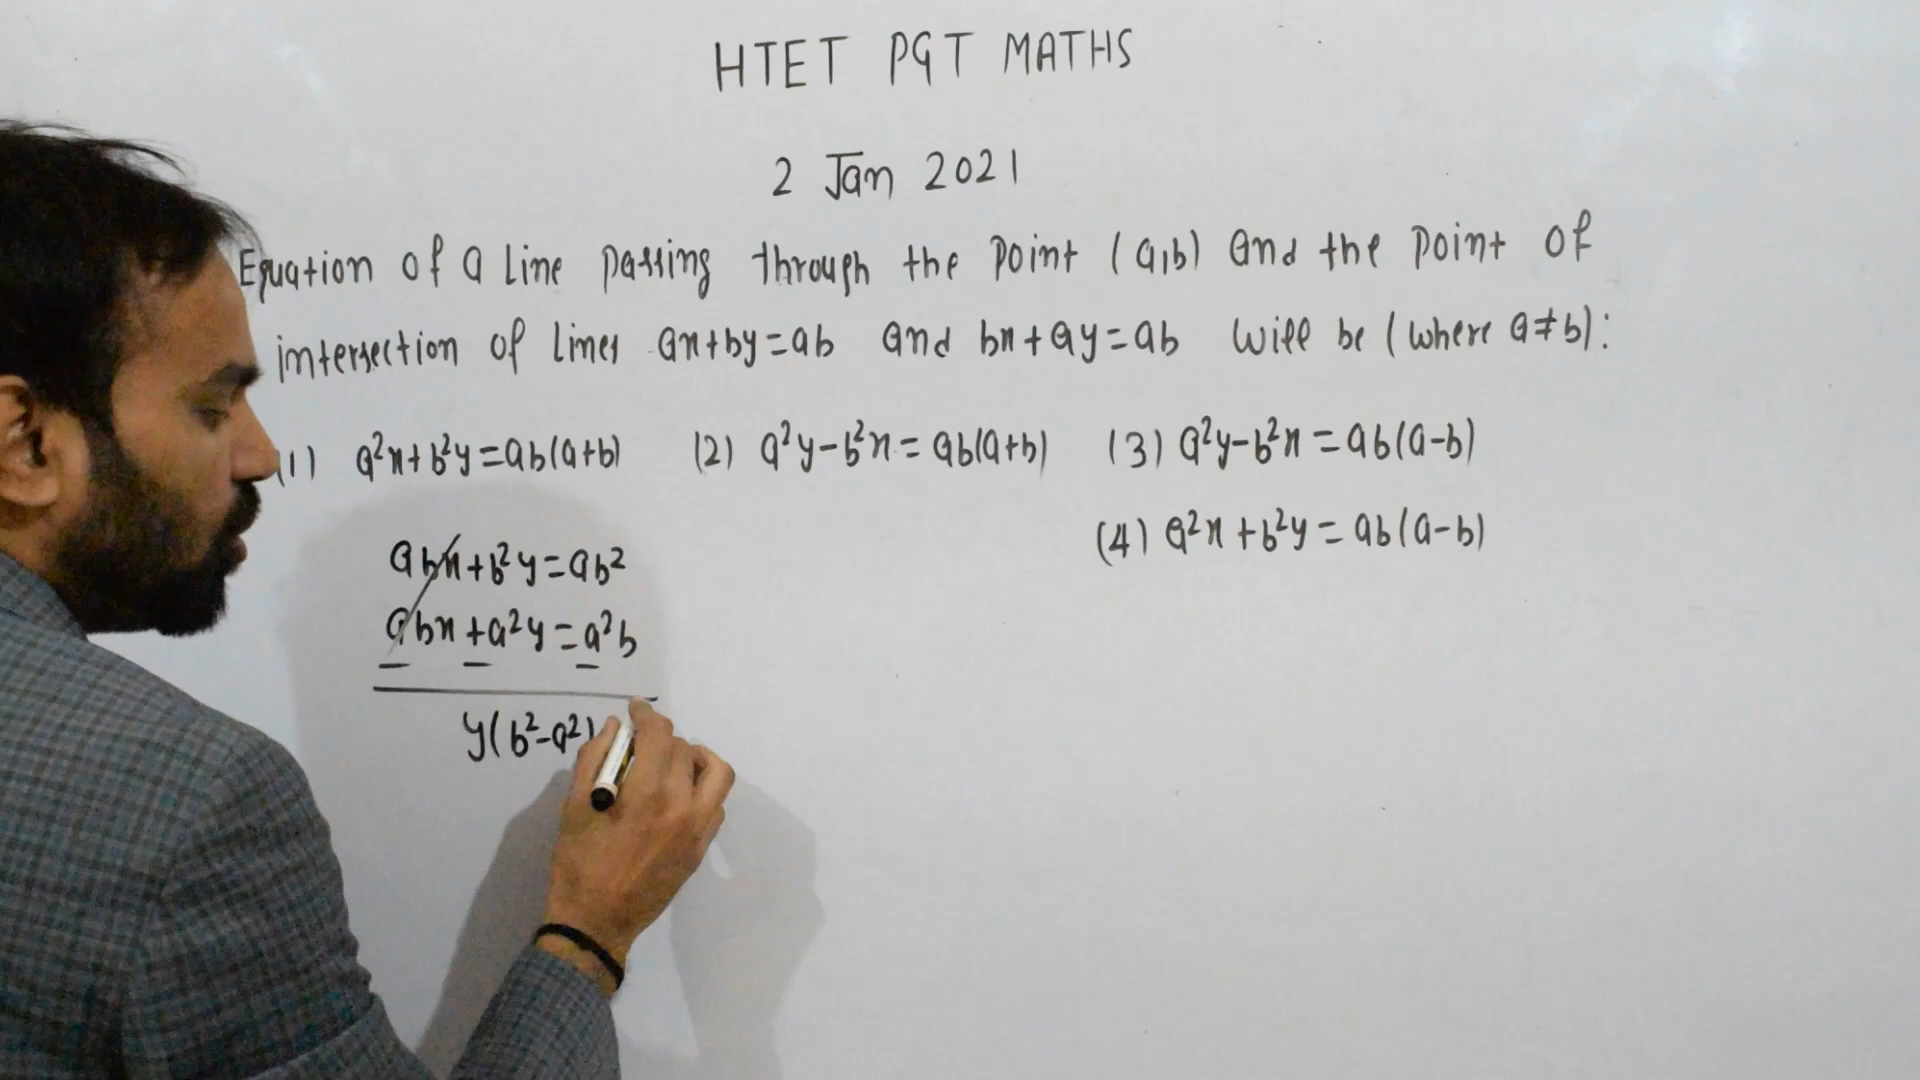 HTET PGT MATHS
2 Jan 2021
Equation of a line passing through the point (a,b) and the point of
intersection of lines ax+by=ab and bx+ay=ab will be (where a≠b):
(1) a²x+b²y=ab(a+b) (2) a²y-b²x=ab(a+b) (3) a²y-b²x=ab(a-b)
(4) a²x+b²y=ab(a-b)
abx+b²y=ab²
abx+a²y=a²b
y(b²-a²)